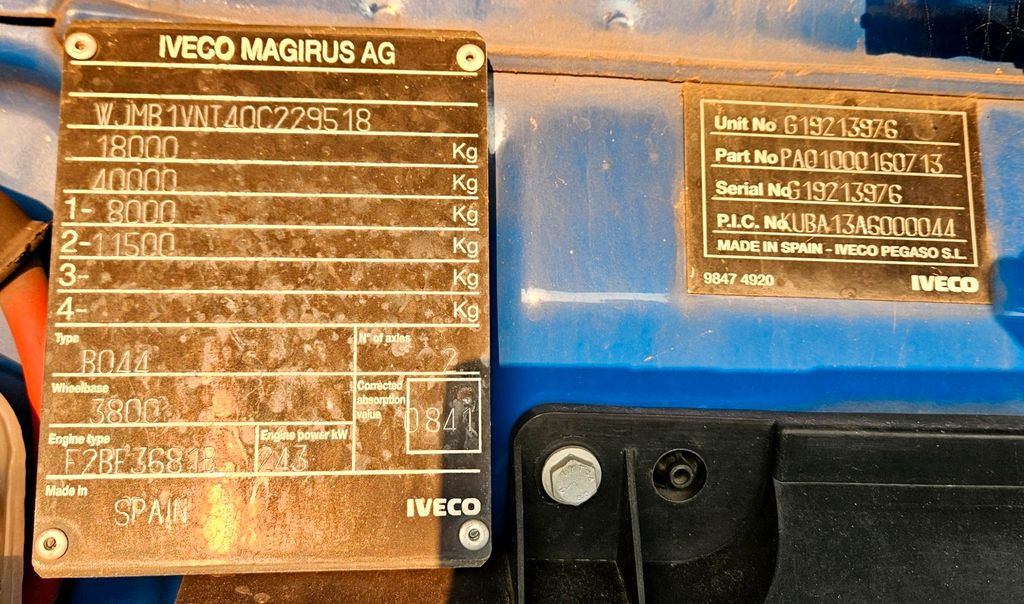 IVECO MAGIRUS AG
WJMB1VNT40C229518
18000 Kg
40000 Kg
1- 8000 Kg
2- 11500 Kg
3- Kg
4- Kg
Type B044
N° of axles 2
Wheelbase 3800
Corrected absorption value 0841
Engine type F2BE3681B
Engine power kW 243
Made in SPAIN
IVECO
Unit No G19213976
Part No PA01000160713
Serial No G19213976
P.I.C. No KUBA13AG000044
MADE IN SPAIN - IVECO PEGASO S.L.
9847 4920 IVECO